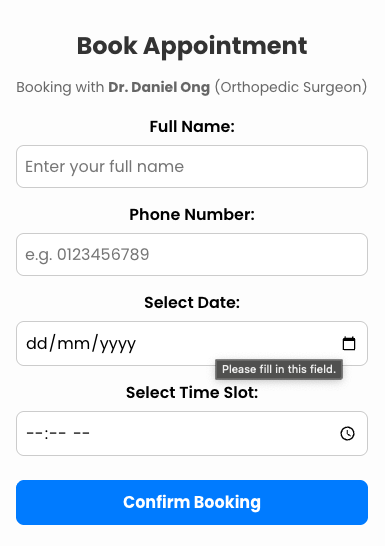 Book Appointment
Booking with Dr. Daniel Ong (Orthopedic Surgeon)
Full Name:
Enter your full name
Phone Number:
e.g. 0123456789
Select Date:
dd/mm/yyyy
Please fill in this field.
Select Time Slot:
--:-- --
Confirm Booking